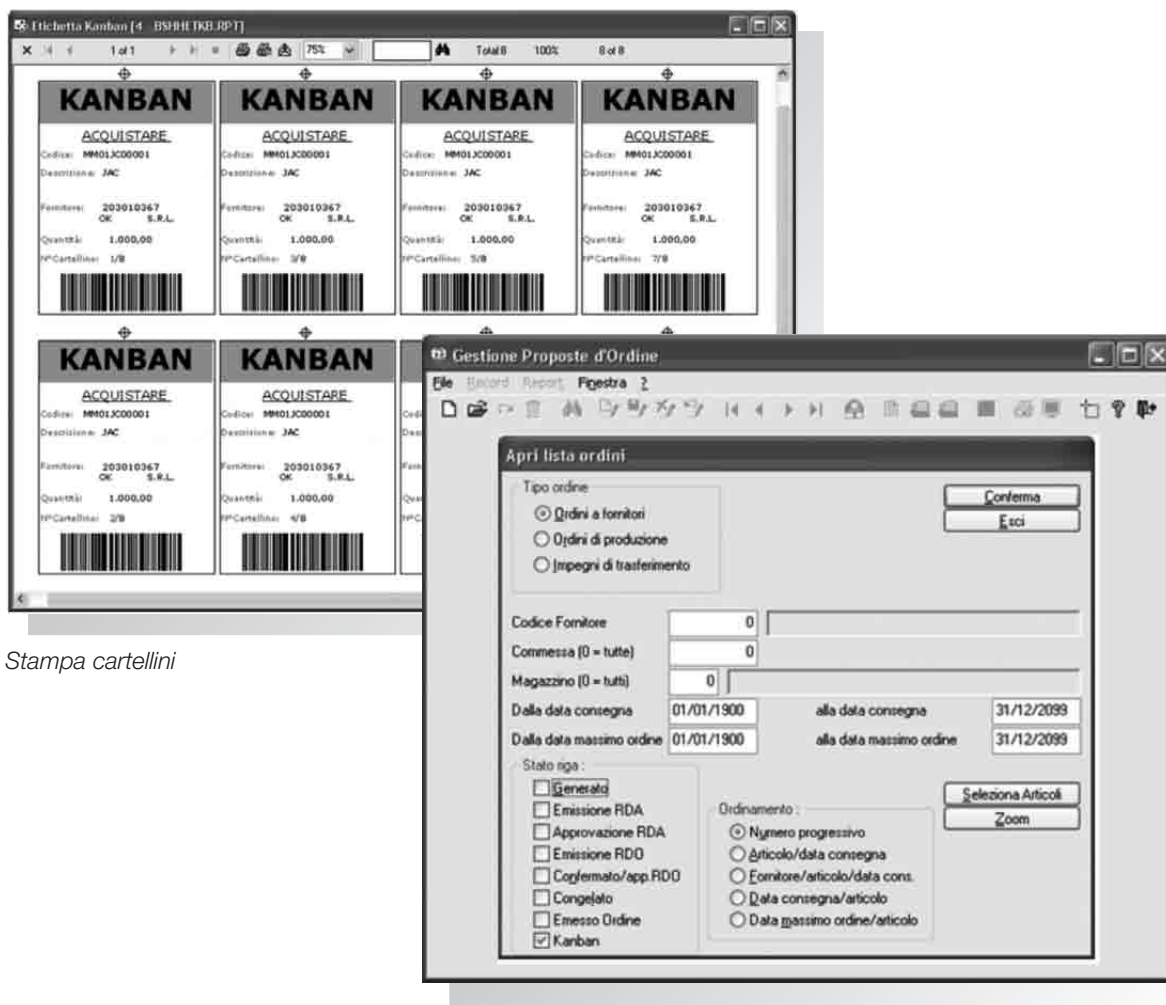 Etichetta Kanban [4 - BSHHETKB.RPT]
1 of 1 75% Total:8 100% 8 of 8
KANBAN KANBAN KANBAN KANBAN
ACQUISTARE ACQUISTARE ACQUISTARE ACQUISTARE
Codice: MM01JC00001 Codice: MM01JC00001 Codice: MM01JC00001 Codice: MM01JC00001
Descrizione: JAC Descrizione: JAC Descrizione: JAC Descrizione: JAC
Fornitore: 203010367 Fornitore: 203010367 Fornitore: 203010367 Fornitore: 203010367
OK S.R.L. OK S.R.L. OK S.R.L. OK S.R.L.
Quantità: 1.000,00 Quantità: 1.000,00 Quantità: 1.000,00 Quantità: 1.000,00
N°Cartellino: 1/8 N°Cartellino: 3/8 N°Cartellino: 5/8 N°Cartellino: 7/8
KANBAN KANBAN
ACQUISTARE ACQUISTARE
Codice: MM01JC00001 Codice: MM01JC00001
Descrizione: JAC Descrizione: JAC
Fornitore: 203010367 Fornitore: 203010367
OK S.R.L. OK S.R.L.
Quantità: 1.000,00 Quantità: 1.000,00
N°Cartellino: 2/8 N°Cartellino: 4/8
Stampa cartellini
Gestione Proposte d'Ordine
File Record Report Finestra ?
Apri lista ordini
Tipo ordine
Ordini a fornitori
Ordini di produzione
Impegni di trasferimento
Conferma
Esci
Codice Fornitore 0
Commessa (0 = tutte) 0
Magazzino (0 = tutti) 0
Dalla data consegna 01/01/1900 alla data consegna 31/12/2099
Dalla data massimo ordine 01/01/1900 alla data massimo ordine 31/12/2099
Stato riga :
Generato
Emissione RDA
Approvazione RDA
Emissione RDO
Confermato/app.RDO
Congelato
Emesso Ordine
Kanban
Ordinamento :
Numero progressivo
Articolo/data consegna
Fornitore/articolo/data cons.
Data consegna/articolo
Data massimo ordine/articolo
Seleziona Articoli
Zoom